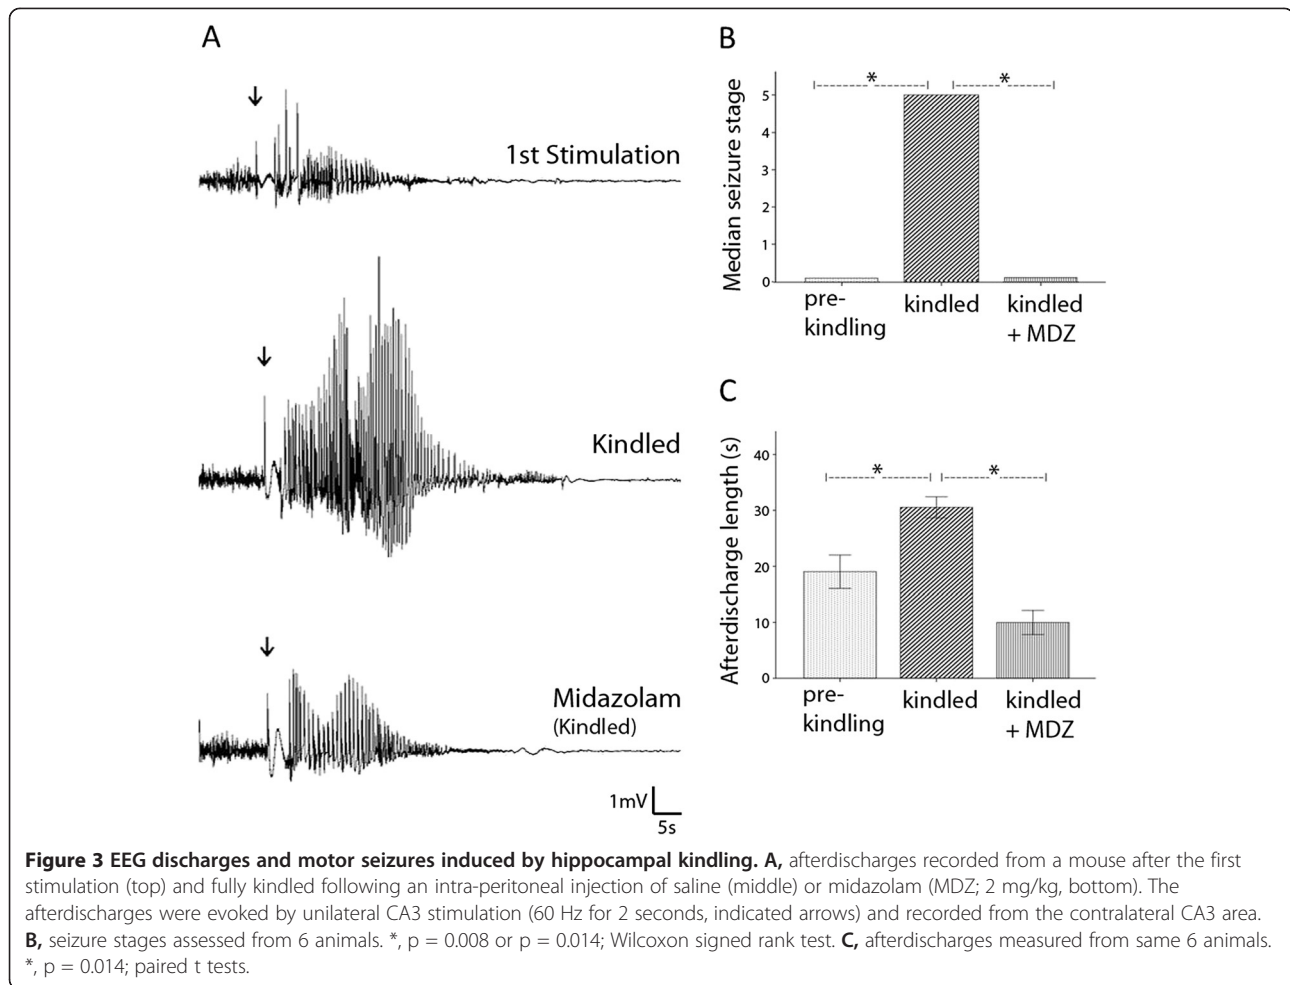 A
1st Stimulation
Kindled
Midazolam
(Kindled)
1mV
5s
B
Median seizure stage
5
4
3
2
1
0
*
*
pre-
kindling
kindled
kindled
+ MDZ
C
Afterdischarge length (s)
40
30
20
10
0
*
*
pre-
kindling
kindled
kindled
+ MDZ
Figure 3 EEG discharges and motor seizures induced by hippocampal kindling. A, afterdischarges recorded from a mouse after the first
stimulation (top) and fully kindled following an intra-peritoneal injection of saline (middle) or midazolam (MDZ; 2 mg/kg, bottom). The
afterdischarges were evoked by unilateral CA3 stimulation (60 Hz for 2 seconds, indicated arrows) and recorded from the contralateral CA3 area.
B, seizure stages assessed from 6 animals. *, p = 0.008 or p = 0.014; Wilcoxon signed rank test. C, afterdischarges measured from same 6 animals.
*, p = 0.014; paired t tests.